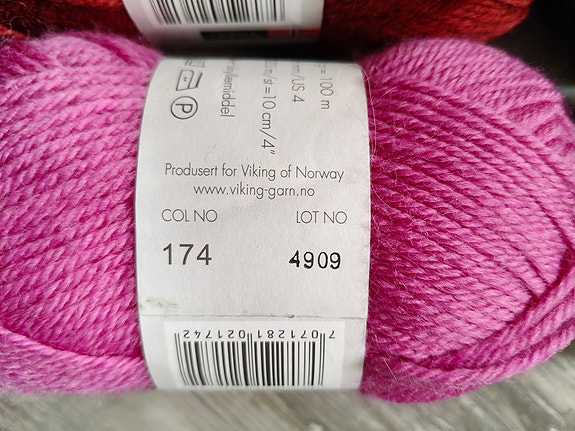 = 100 m
mm/US 4
m/s =10 cm/4"
P
Produsert for Viking of Norway
www.viking-garn.no
COL NO LOT NO
174 4909
7 071281 021742